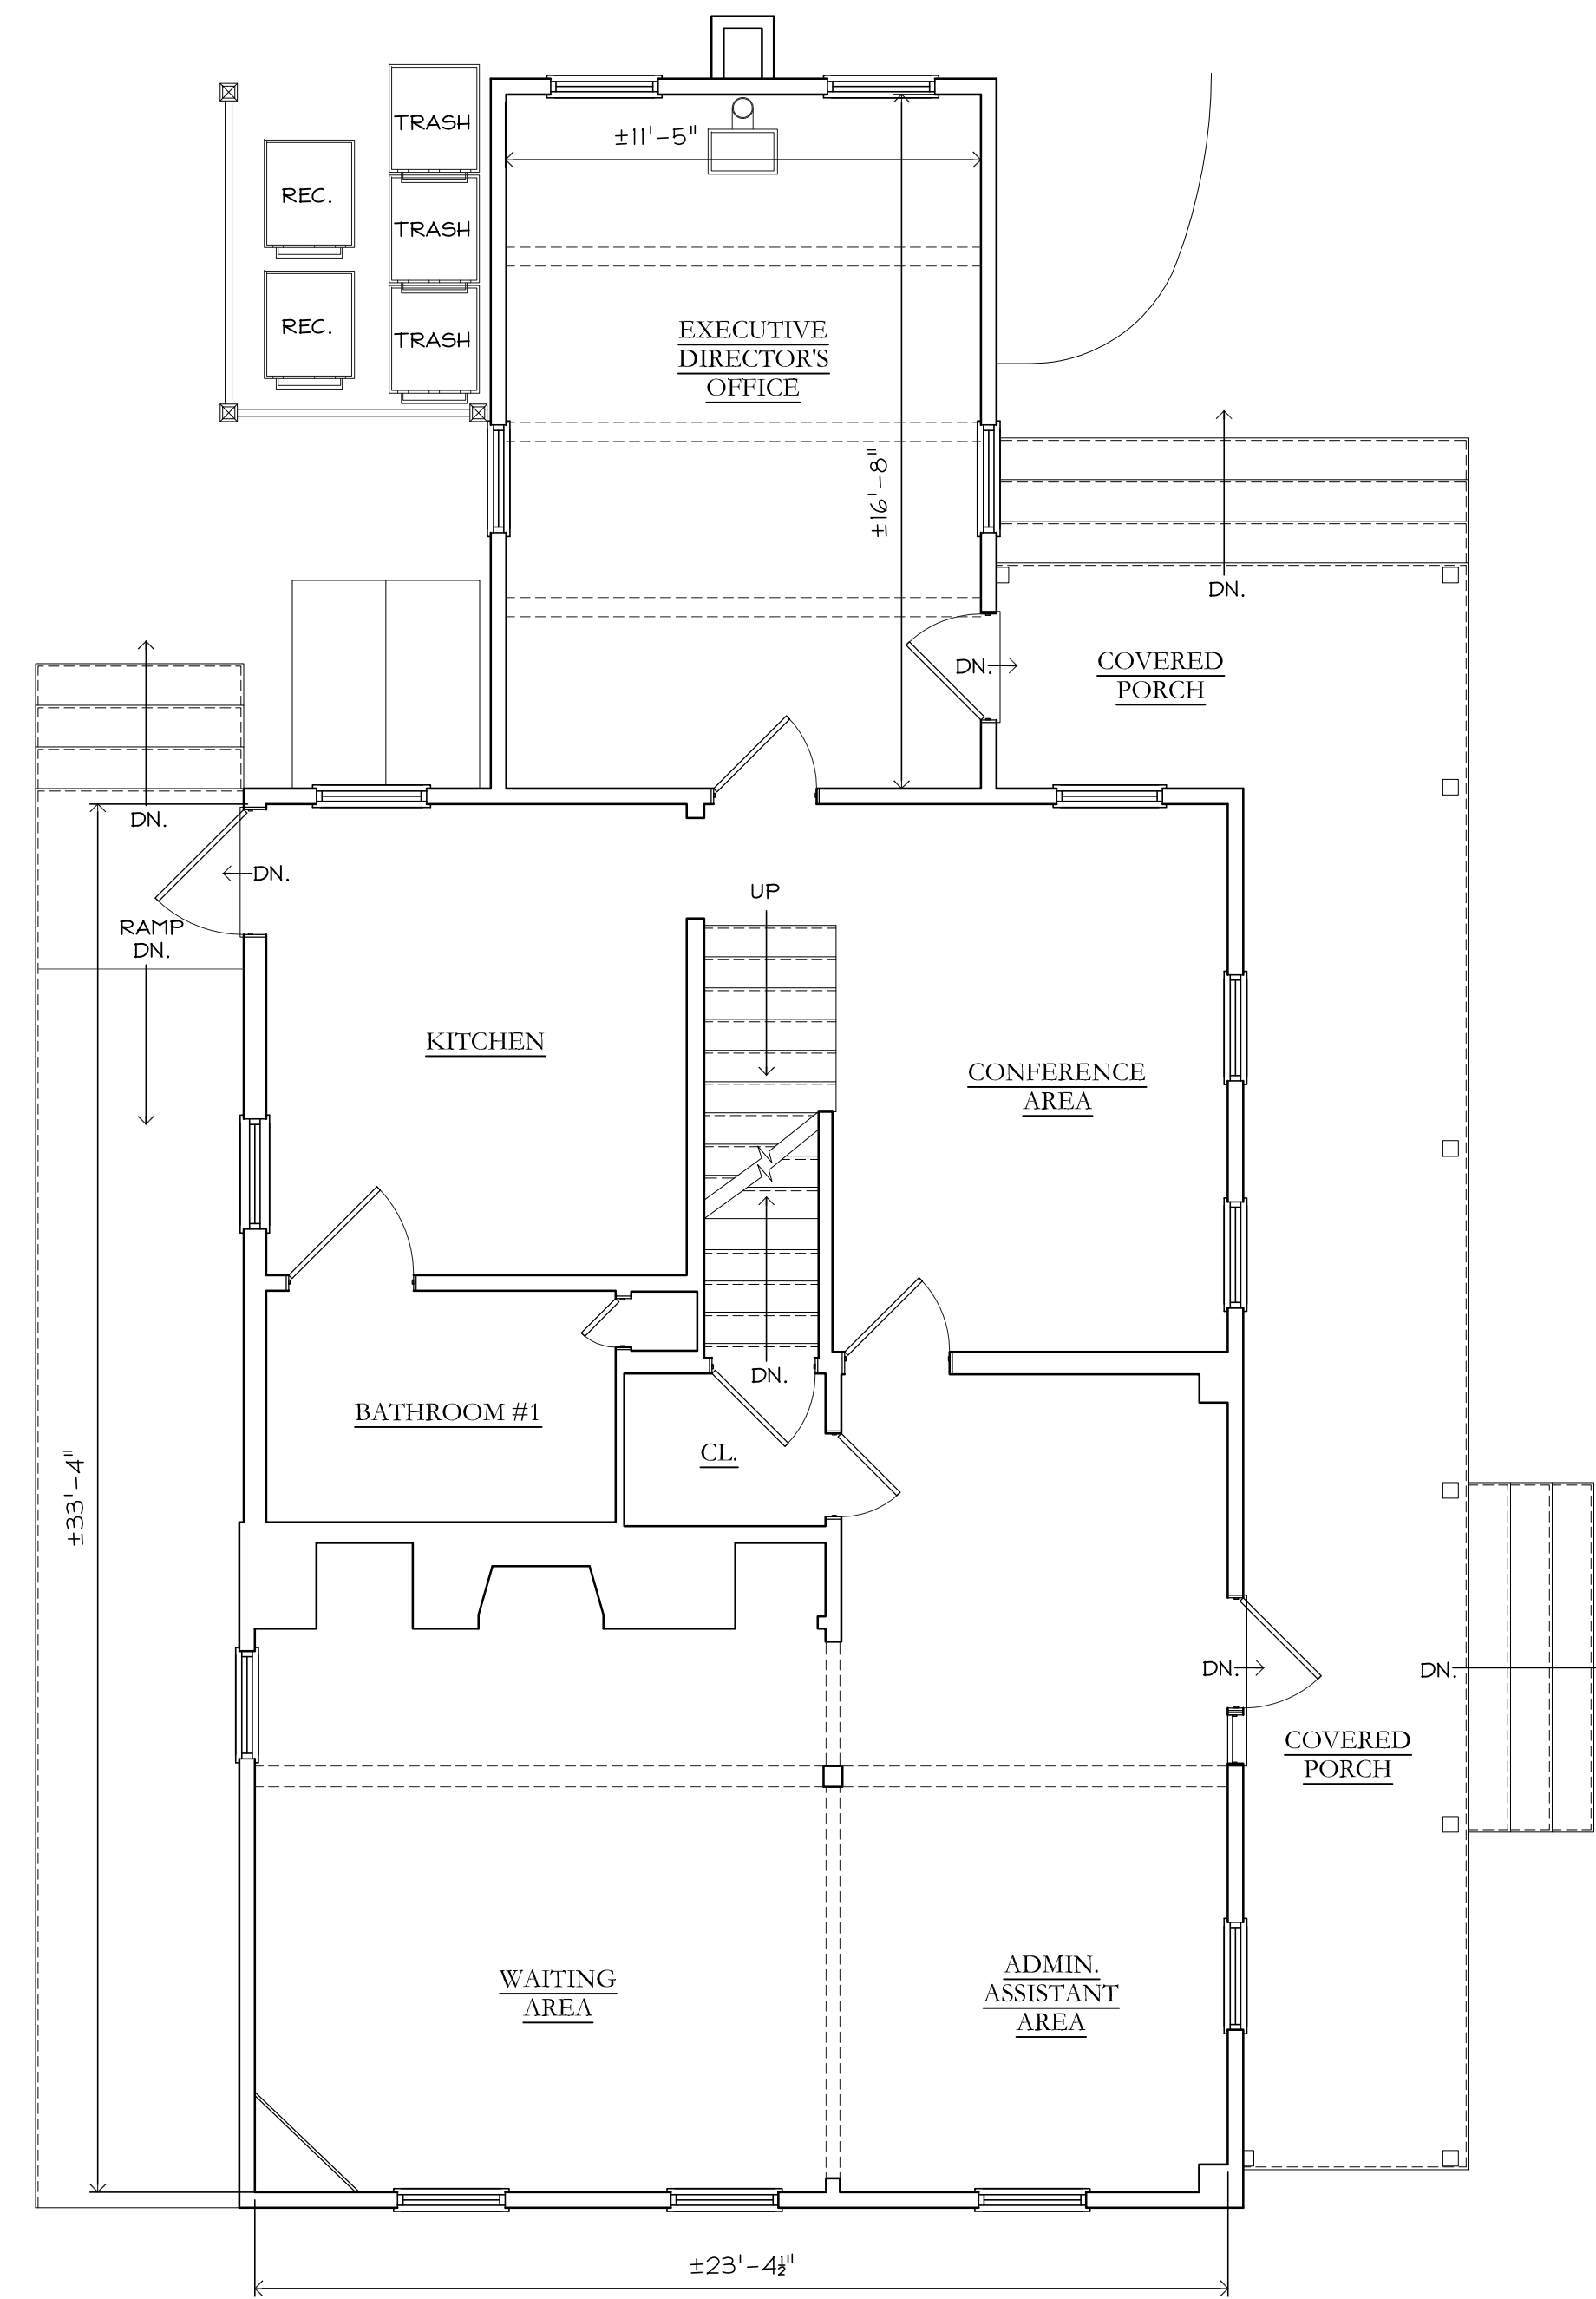 TRASH
±11'-5"
REC.
TRASH
REC.
TRASH
EXECUTIVE
DIRECTOR'S
OFFICE
±16'-8"
DN.
DN.
COVERED
PORCH
DN.
DN.
UP
RAMP
DN.
KITCHEN
CONFERENCE
AREA
DN.
BATHROOM #1
CL.
±33'-4"
DN.
DN.
COVERED
PORCH
WAITING
AREA
ADMIN.
ASSISTANT
AREA
±23'-4½"